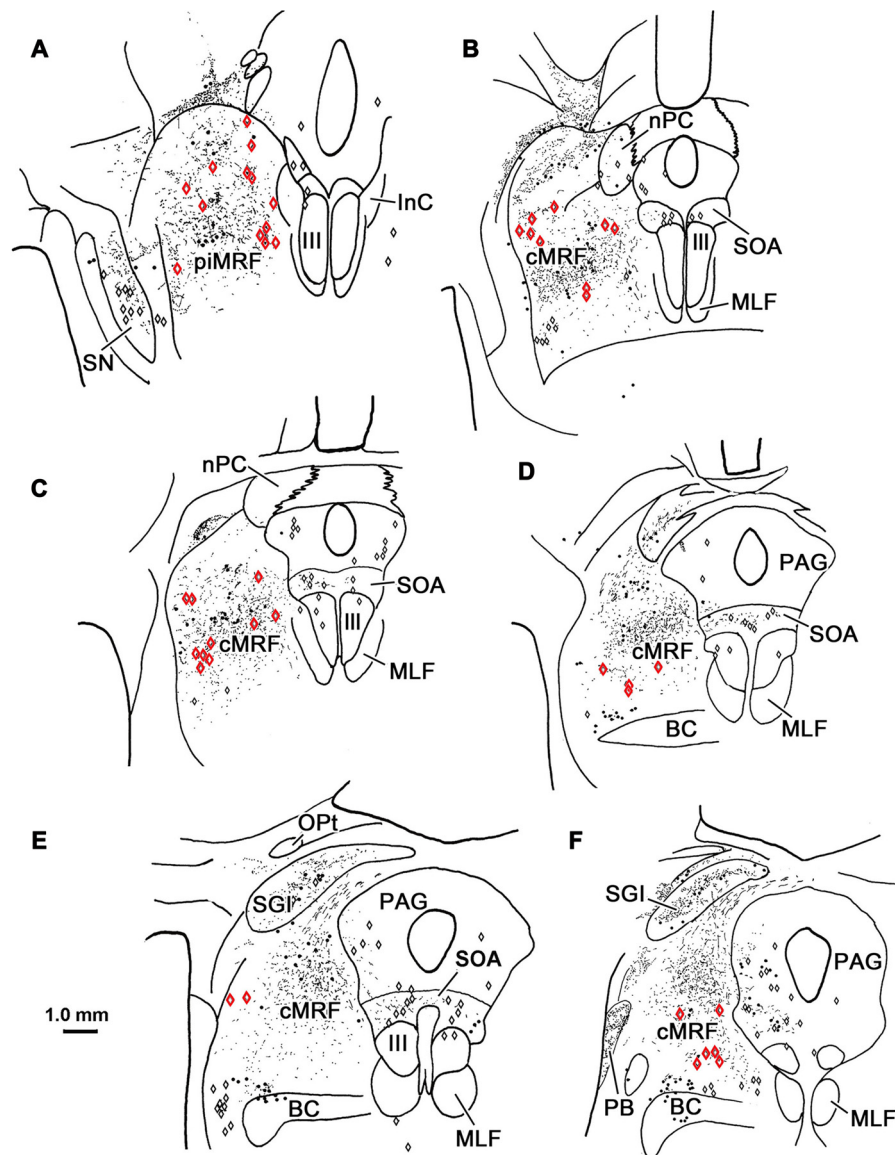 A
III
InC
piMRF
SN
B
nPC
cMRF
III
SOA
MLF
C
nPC
SOA
cMRF
III
MLF
D
PAG
SOA
cMRF
BC
MLF
E
OPt
SGI
PAG
SOA
cMRF
III
BC
MLF
1.0 mm
F
SGI
PAG
cMRF
PB
BC
MLF